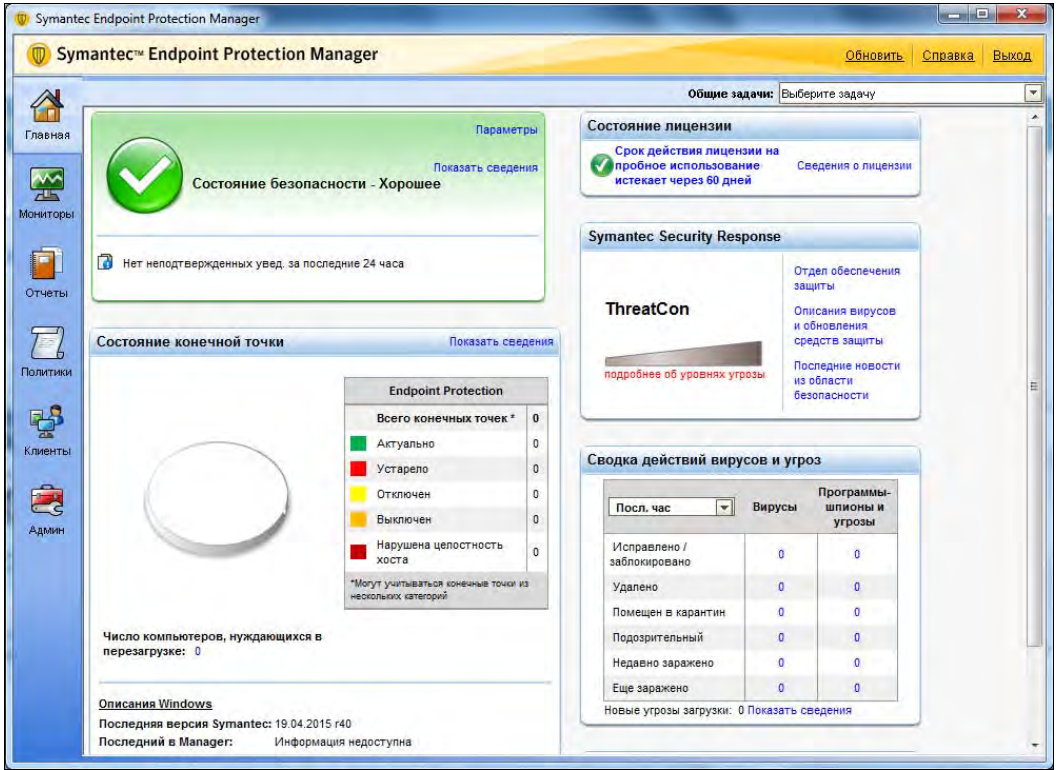 Symantec Endpoint Protection Manager
Symantec™ Endpoint Protection Manager
Обновить
Справка
Выход
Общие задачи: Выберите задачу
Главная
Мониторы
Отчеты
Политики
Клиенты
Админ
Параметры
Показать сведения
Состояние безопасности - Хорошее
Нет неподтвержденных увед. за последние 24 часа
Состояние конечной точки
Показать сведения
Endpoint Protection
Всего конечных точек * 0
Актуально 0
Устарело 0
Отключен 0
Выключен 0
Нарушена целостность
хоста 0
*Могут учитываться конечные точки из
нескольких категорий
Число компьютеров, нуждающихся в
перезагрузке: 0
Описания Windows
Последняя версия Symantec: 19.04.2015 r40
Последний в Manager: Информация недоступна
Состояние лицензии
Срок действия лицензии на
пробное использование
истекает через 60 дней
Сведения о лицензии
Symantec Security Response
ThreatCon
подробнее об уровнях угрозы
Отдел обеспечения
защиты
Описания вирусов
и обновления
средств защиты
Последние новости
из области
безопасности
Сводка действий вирусов и угроз
Посл. час
Вирусы
Программы-
шпионы и
угрозы
Исправлено /
заблокировано 0 0
Удалено 0 0
Помещен в карантин 0 0
Подозрительный 0 0
Недавно заражено 0 0
Еще заражено 0 0
Новые угрозы загрузки: 0 Показать сведения